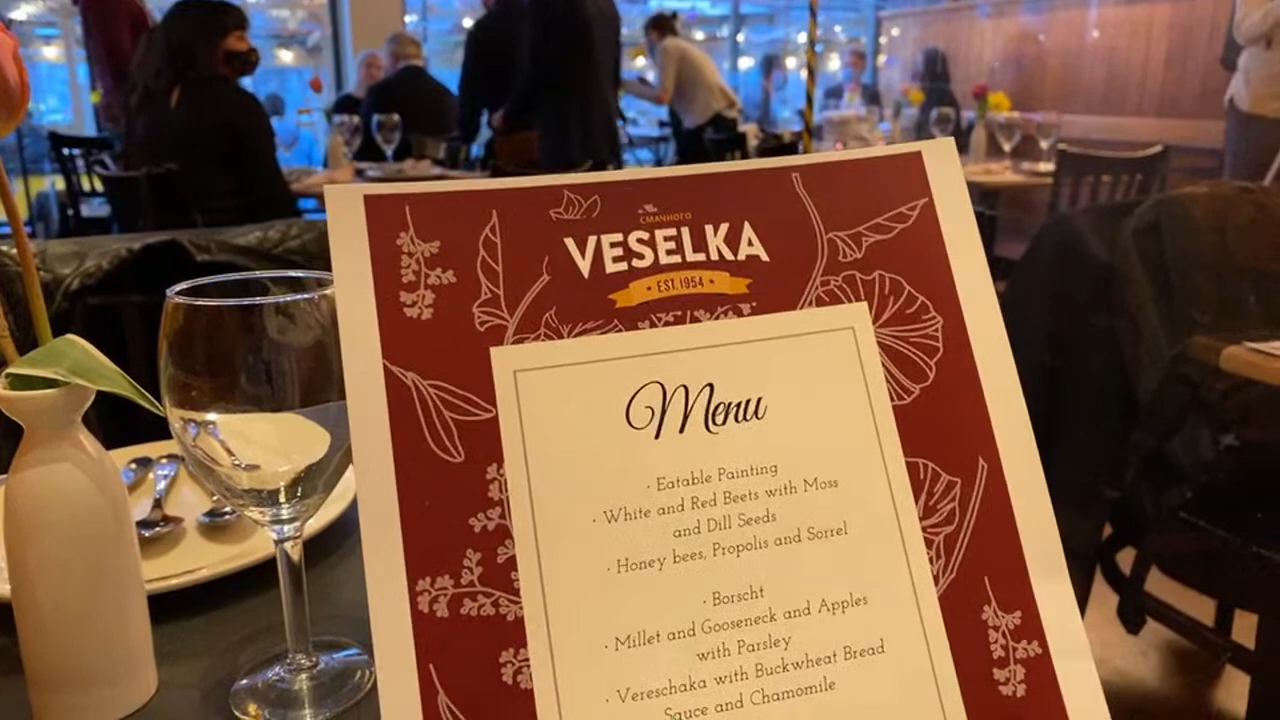 СМАЧНОГО
VESELKA
• EST. 1954 •
Menu
· Eatable Painting
· White and Red Beets with Moss
and Dill Seeds
· Honey bees, Propolis and Sorrel
· Borscht
· Millet and Gooseneck and Apples
with Parsley
· Vereschaka with Buckwheat Bread
Sauce and Chamomile